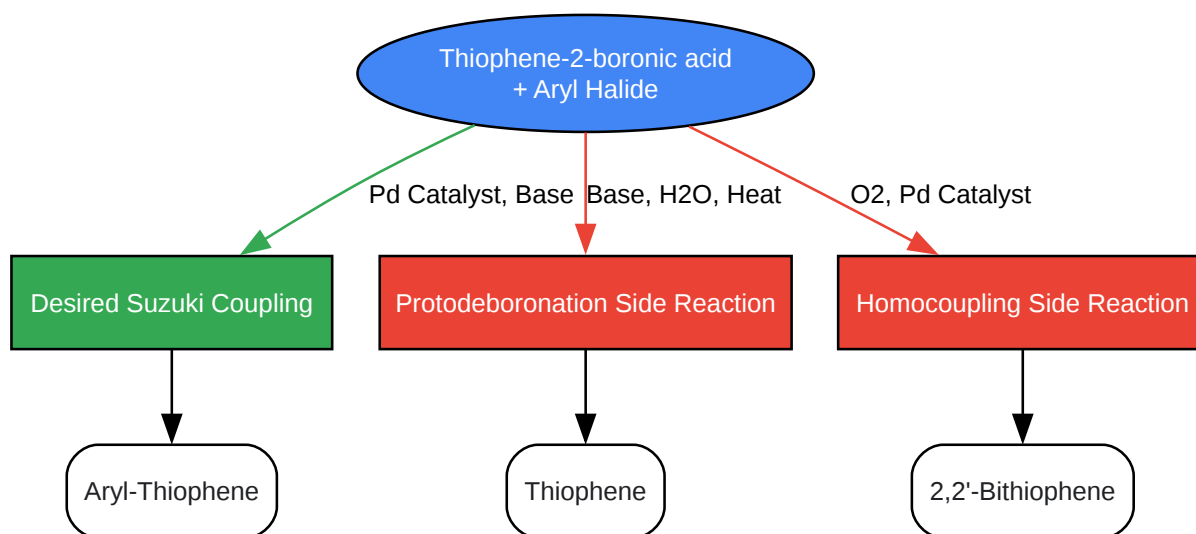 Thiophene-2-boronic acid
+ Aryl Halide
Pd Catalyst, Base
Base, H2O, Heat
O2, Pd Catalyst
Desired Suzuki Coupling
Protodeboronation Side Reaction
Homocoupling Side Reaction
Aryl-Thiophene
Thiophene
2,2'-Bithiophene